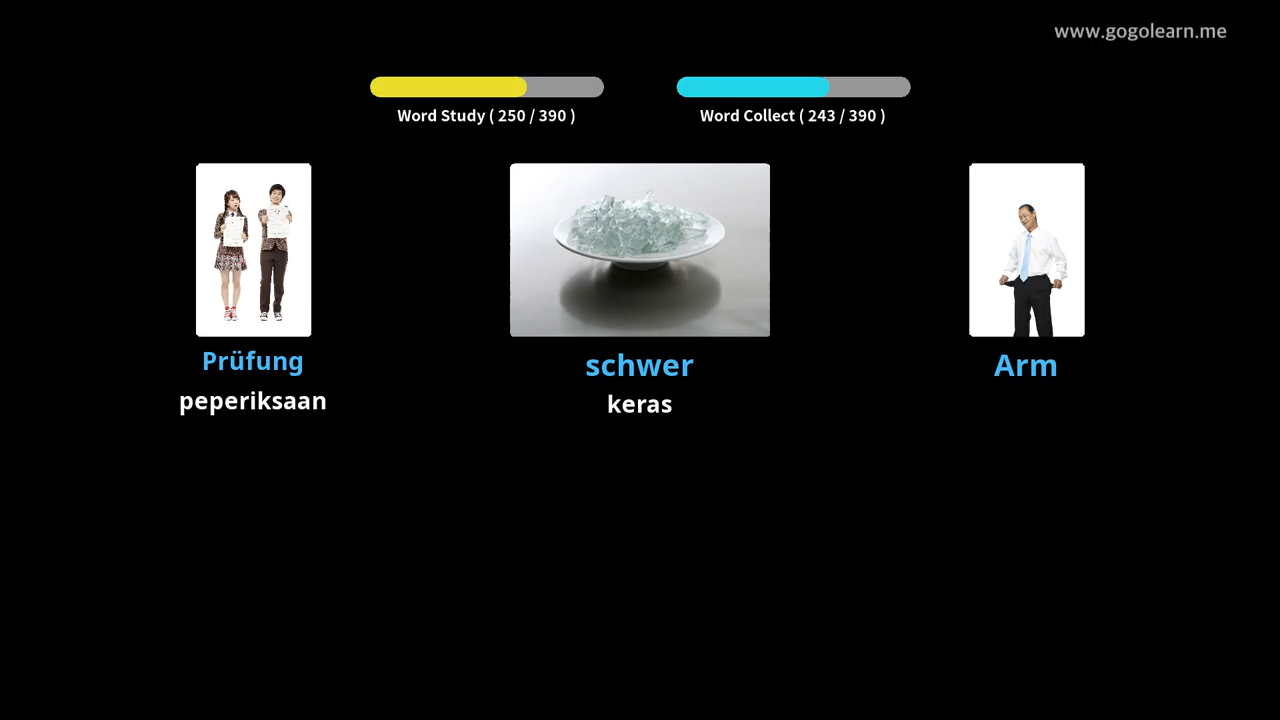 www.gogolearn.me
Word Study ( 250 / 390 )
Word Collect ( 243 / 390 )
Prüfung
peperiksaan
schwer
keras
Arm